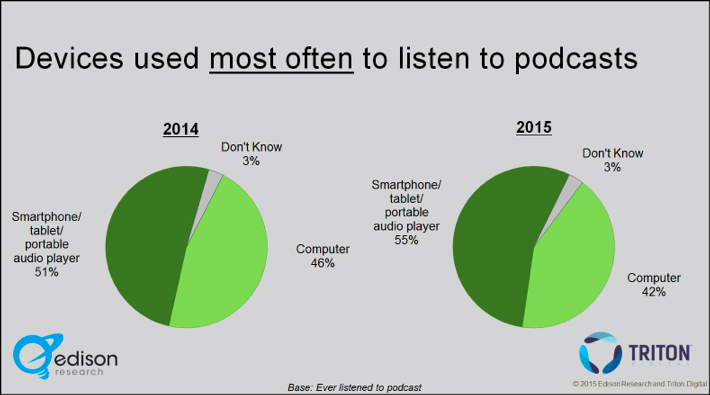 Devices used most often to listen to podcasts
2014
Don't Know
3%
Smartphone/
tablet/
portable
audio player
51%
Computer
46%
2015
Don't Know
3%
Smartphone/
tablet/
portable
audio player
55%
Computer
42%
edison
research
TRITON
DIGITAL
Base: Ever listened to podcast
© 2015 Edison Research and Triton Digital